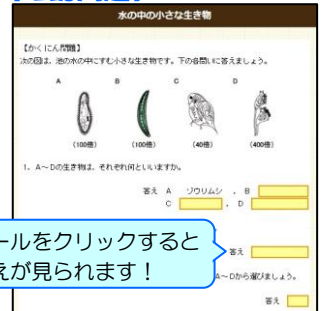 水の中の小さな生き物
【かくにん問題】
次の図は、池の水の中にすむ小さな生き物です。下の各問いに答えましょう。
A B C D
(100倍) (100倍) (40倍) (400倍)
1．A～Dの生き物は、それぞれ何といいますか。
答え A ゾウリムシ ，B
C ，D
ールをクリックすると
えが見られます！
答え
A～Dから選びましょう。
答え